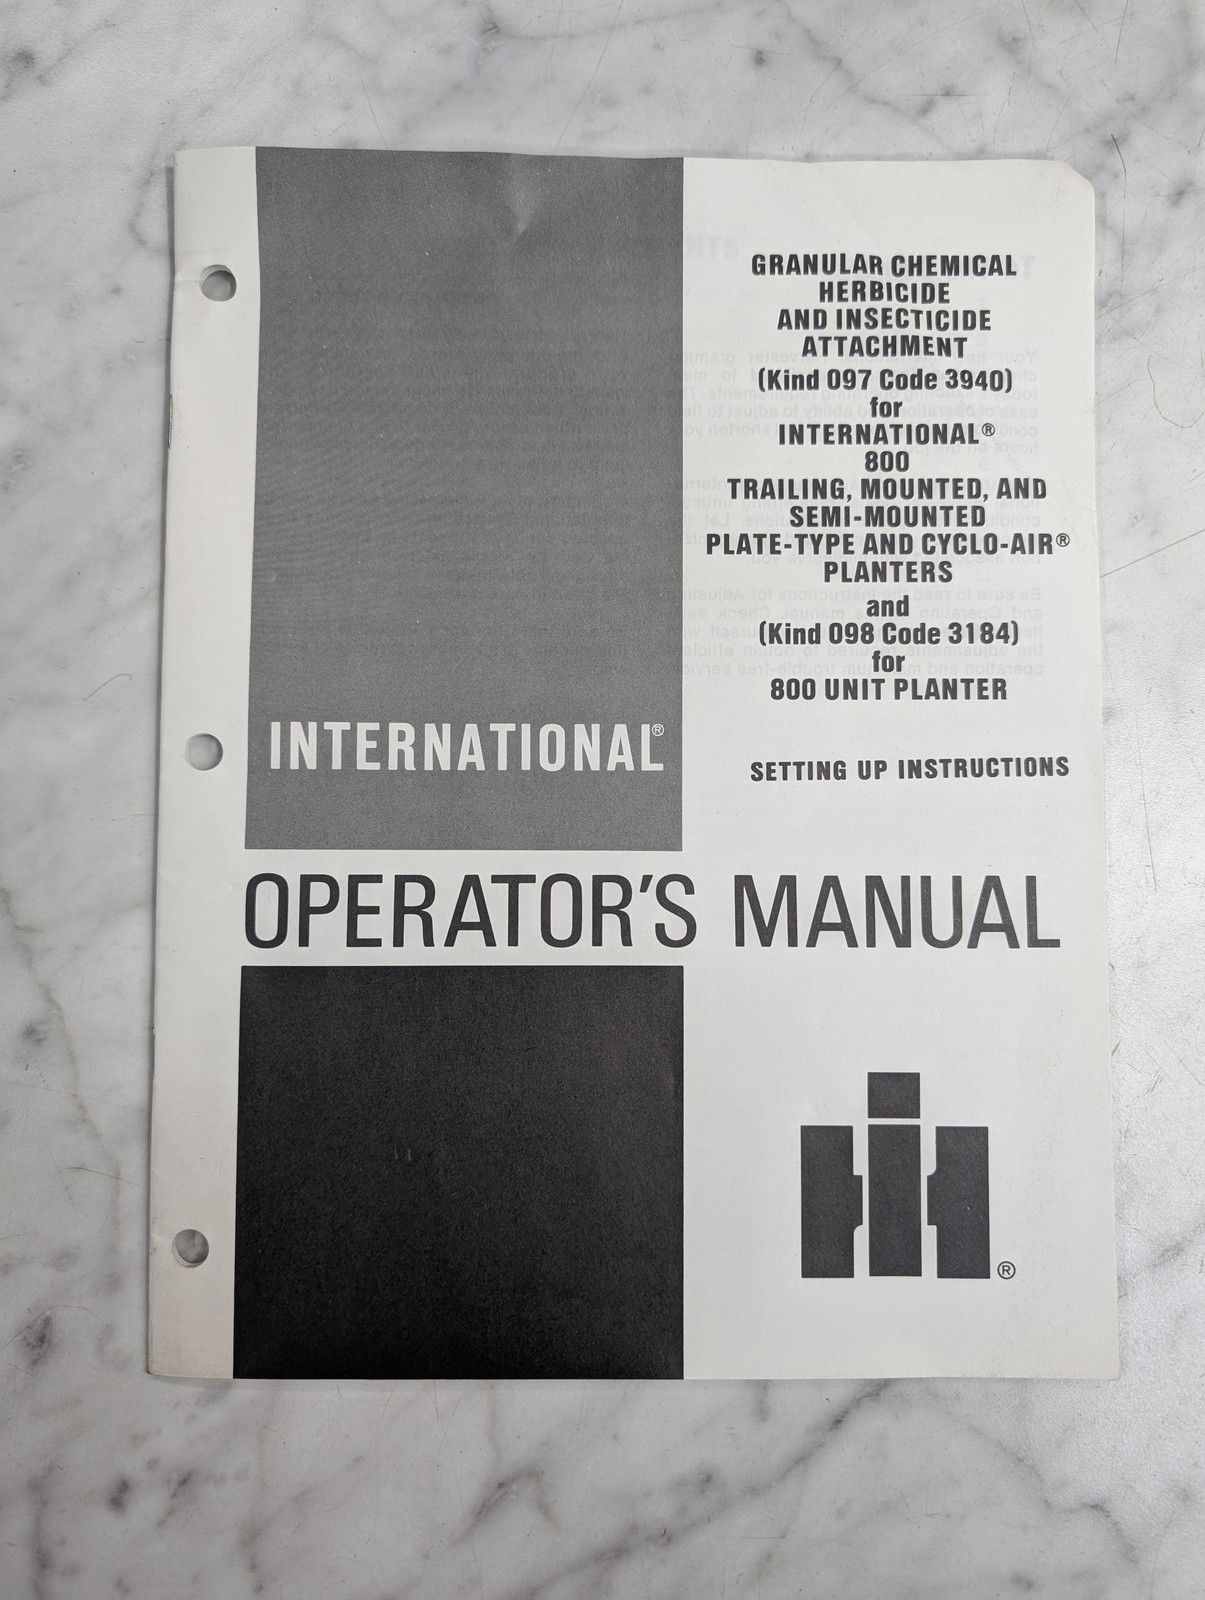 GRANULAR CHEMICAL
HERBICIDE
AND INSECTICIDE
ATTACHMENT
(Kind 097 Code 3940)
for
INTERNATIONAL®
800
TRAILING, MOUNTED, AND
SEMI-MOUNTED
PLATE-TYPE AND CYCLO-AIR®
PLANTERS
and
(Kind 098 Code 3184)
for
800 UNIT PLANTER
INTERNATIONAL®
SETTING UP INSTRUCTIONS
OPERATOR'S MANUAL
IH®